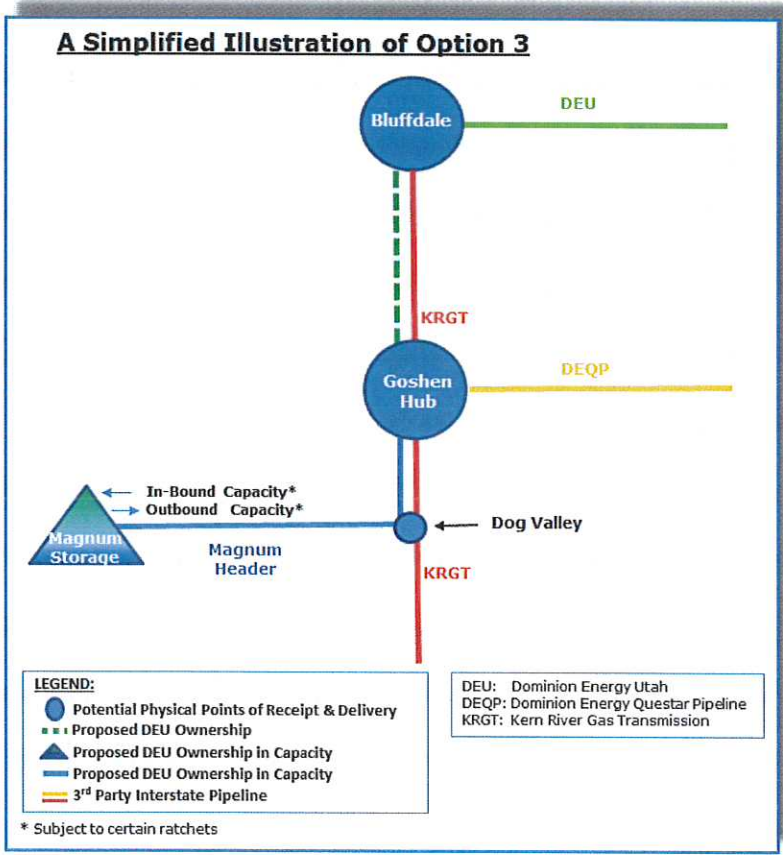 A Simplified Illustration of Option 3
Bluffdale
DEU
KRGT
Goshen
Hub
DEQP
In-Bound Capacity*
Outbound Capacity*
Magnum
Storage
Magnum
Header
Dog Valley
KRGT
LEGEND:
Potential Physical Points of Receipt & Delivery
Proposed DEU Ownership
Proposed DEU Ownership in Capacity
Proposed DEU Ownership in Capacity
3rd Party Interstate Pipeline
* Subject to certain ratchets
DEU: Dominion Energy Utah
DEQP: Dominion Energy Questar Pipeline
KRGT: Kern River Gas Transmission